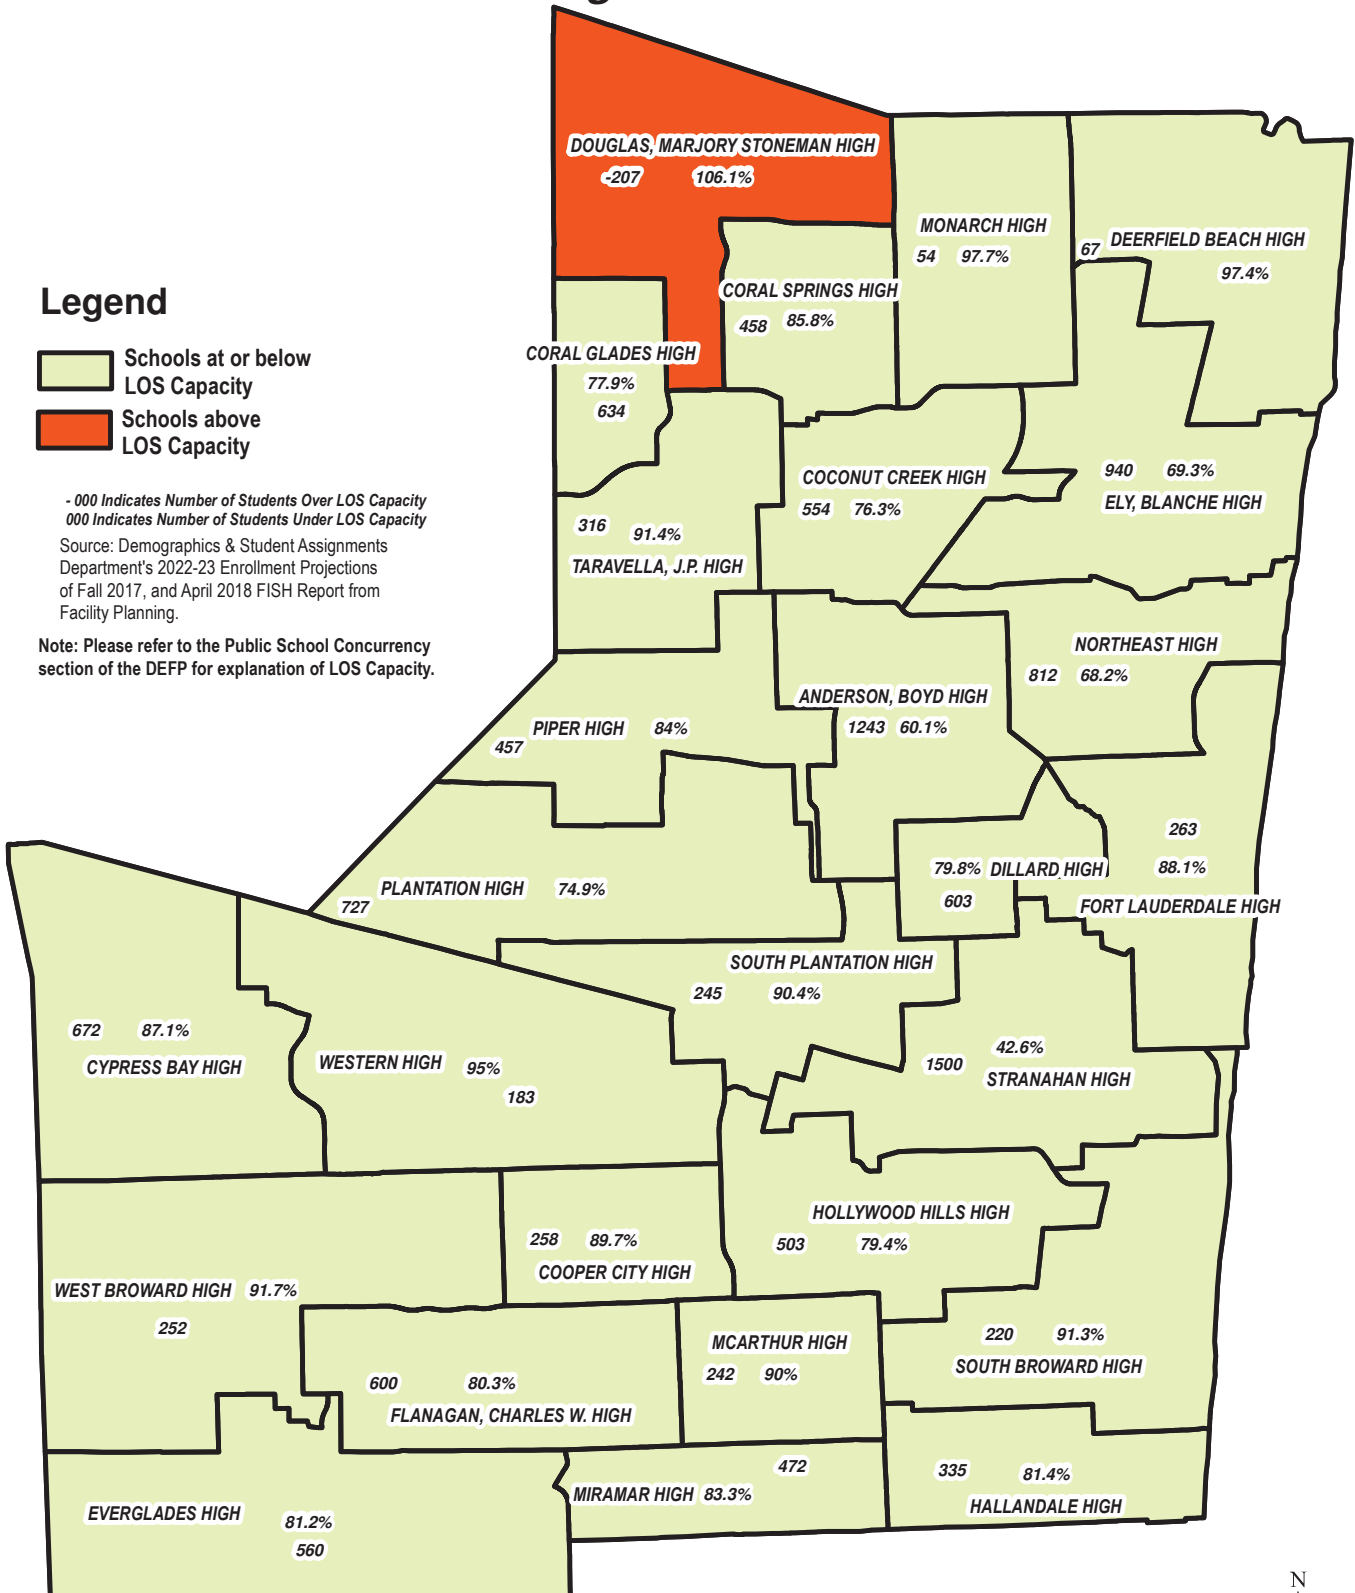 DOUGLAS, MARJORY STONEMAN HIGH
-207 106.1%
MONARCH HIGH
54 97.7%
DEERFIELD BEACH HIGH
67
97.4%
CORAL SPRINGS HIGH
458 85.8%
Legend
Schools at or below
LOS Capacity
Schools above
LOS Capacity
- 000 Indicates Number of Students Over LOS Capacity
000 Indicates Number of Students Under LOS Capacity
Source: Demographics & Student Assignments
Department's 2022-23 Enrollment Projections
of Fall 2017, and April 2018 FISH Report from
Facility Planning.
Note: Please refer to the Public School Concurrency
section of the DEFP for explanation of LOS Capacity.
CORAL GLADES HIGH
77.9%
634
COCONUT CREEK HIGH
554 76.3%
940 69.3%
ELY, BLANCHE HIGH
316 91.4%
TARAVELLA, J.P. HIGH
NORTHEAST HIGH
812 68.2%
ANDERSON, BOYD HIGH
1243 60.1%
PIPER HIGH 84%
457
263
88.1%
FORT LAUDERDALE HIGH
79.8% DILLARD HIGH
603
PLANTATION HIGH 74.9%
727
SOUTH PLANTATION HIGH
245 90.4%
672 87.1%
CYPRESS BAY HIGH
WESTERN HIGH 95%
183
42.6%
1500
STRANAHAN HIGH
HOLLYWOOD HILLS HIGH
503 79.4%
258 89.7%
COOPER CITY HIGH
WEST BROWARD HIGH 91.7%
252
MCARTHUR HIGH
242 90%
220 91.3%
SOUTH BROWARD HIGH
600 80.3%
FLANAGAN, CHARLES W. HIGH
472
MIRAMAR HIGH 83.3%
335 81.4%
HALLANDALE HIGH
EVERGLADES HIGH 81.2%
560
N